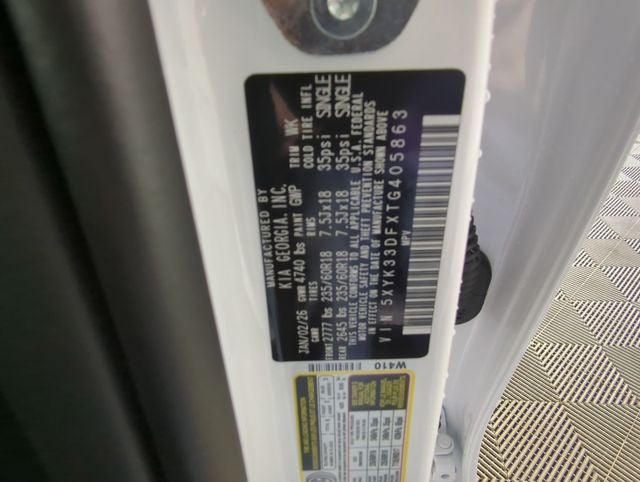 MANUFACTURED BY
KIA GEORGIA, INC.
JAN/02/26 GVWR 4740 lbs PAINT GWP TRIM WK
GAWR TIRES RIMS COLD TIRE INFL
FRONT 2777 lbs 235/60R18 7.5Jx18 35psi SINGLE
REAR 2645 lbs 235/60R18 7.5Jx18 35psi SINGLE
THIS VEHICLE CONFORMS TO ALL APPLICABLE U.S.A. FEDERAL
MOTOR VEHICLE SAFETY AND THEFT PREVENTION STANDARDS
IN EFFECT ON THE DATE OF MANUFACTURE SHOWN ABOVE
VIN 5XYK33DFXTG405863
MPV
W410